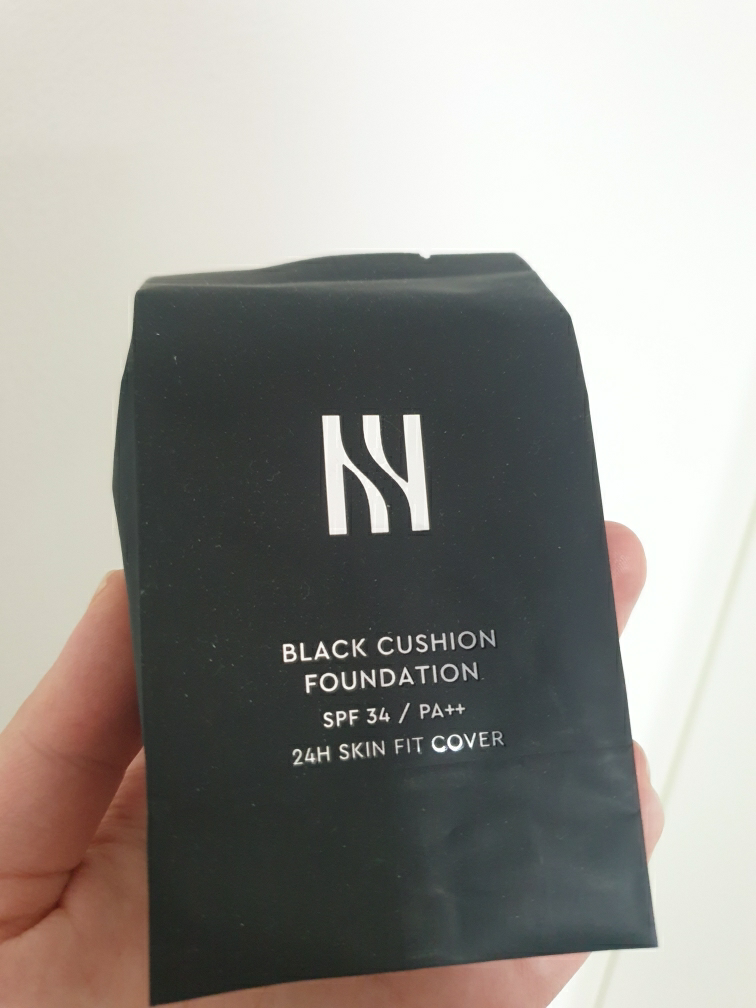 BLACK CUSHION
FOUNDATION
SPF 34 / PA++
24H SKIN FIT COVER